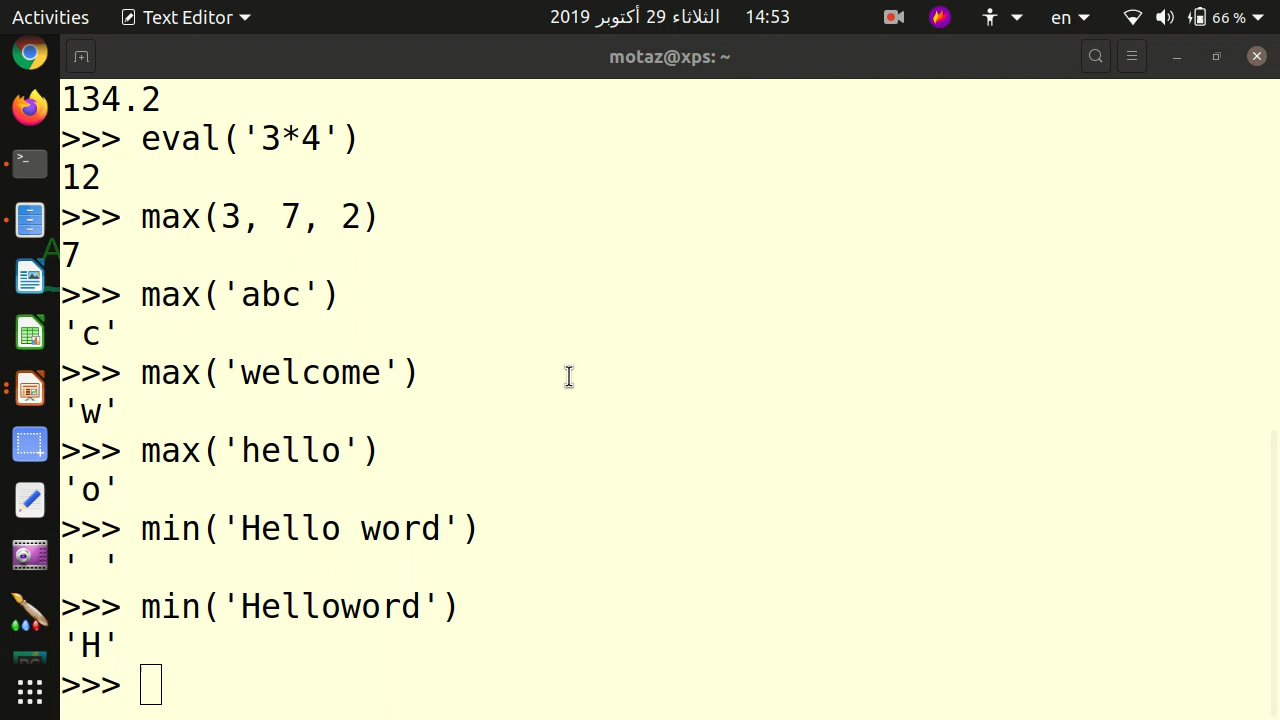 Activities Text Editor الثلاثاء 29 أكتوبر 2019 14:53 en 66 %
motaz@xps: ~
134.2
>>> eval('3*4')
12
>>> max(3, 7, 2)
7
>>> max('abc')
'c'
>>> max('welcome')
'w'
>>> max('hello')
'o'
>>> min('Hello word')
' '
>>> min('Helloword')
'H'
>>>